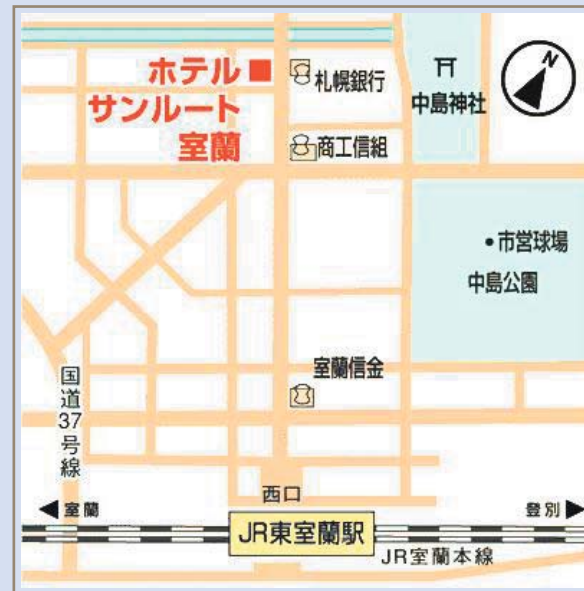 ホテル
サンルート
室蘭
札幌銀行
商工信組
中島神社
N
市営球場
中島公園
室蘭信金
国道37号線
西口
室蘭
登別
JR東室蘭駅
JR室蘭本線